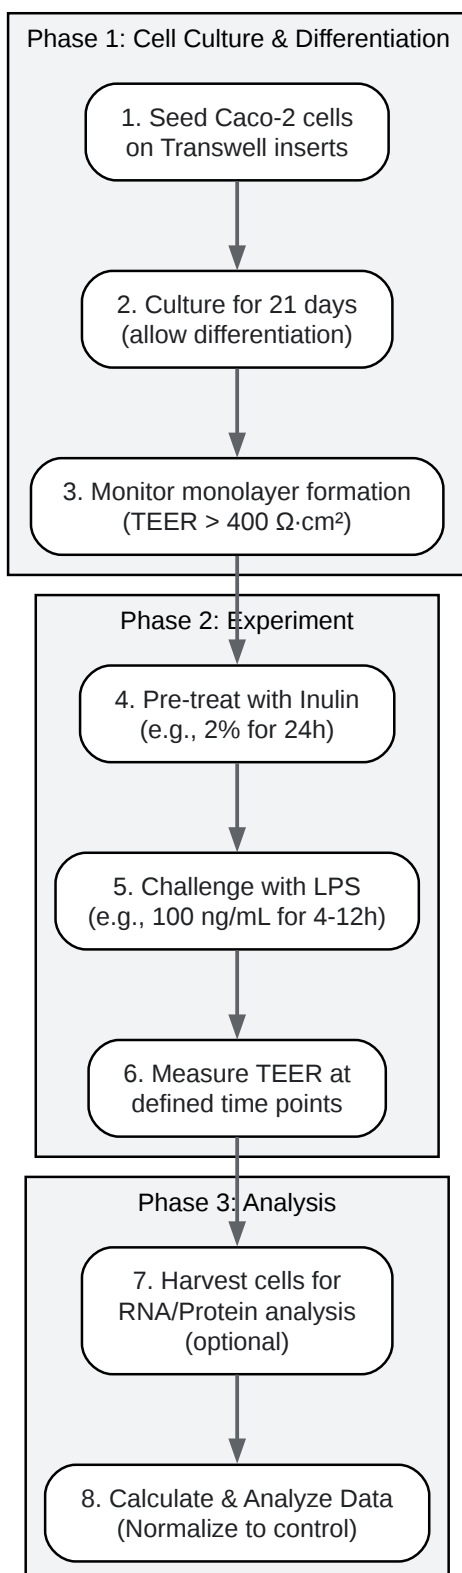 Phase 1: Cell Culture & Differentiation
1. Seed Caco-2 cells
on Transwell inserts
2. Culture for 21 days
(allow differentiation)
3. Monitor monolayer formation
(TEER > 400 Ω·cm²)
Phase 2: Experiment
4. Pre-treat with Inulin
(e.g., 2% for 24h)
5. Challenge with LPS
(e.g., 100 ng/mL for 4-12h)
6. Measure TEER at
defined time points
Phase 3: Analysis
7. Harvest cells for
RNA/Protein analysis
(optional)
8. Calculate & Analyze Data
(Normalize to control)